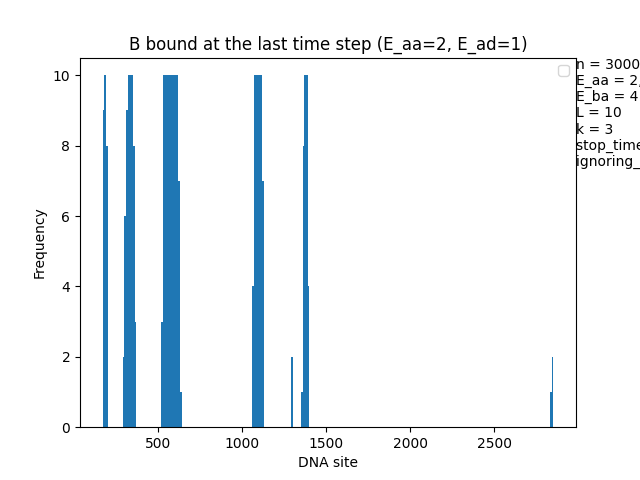 B bound at the last time step (E_aa=2, E_ad=1)
n = 3000
E_aa = 2,
E_ba = 4
L = 10
k = 3
stop_time
ignoring_
Frequency
10
8
6
4
2
0
500
1000
1500
2000
2500
DNA site